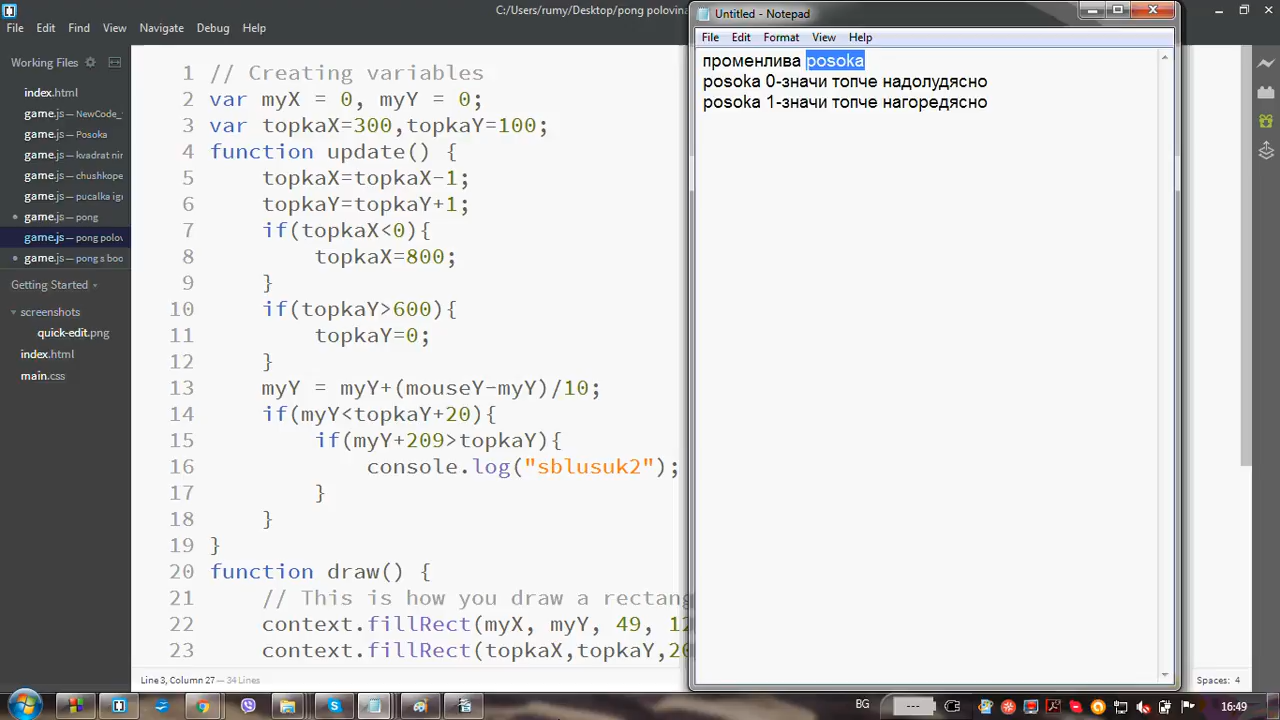 C:/Users/rumy/Desktop/pong polovina
File Edit Find View Navigate Debug Help
Working Files
index.html
game.js — NewCode_
game.js — Posoka
game.js — kvadrat nin
game.js — chushkope
game.js — pucalka igr
game.js — pong
game.js — pong polov
game.js — pong s boo
Getting Started
screenshots
quick-edit.png
index.html
main.css
1 // Creating variables
2 var myX = 0, myY = 0;
3 var topkaX=300,topkaY=100;
4 function update() {
5 topkaX=topkaX-1;
6 topkaY=topkaY+1;
7 if(topkaX<0){
8 topkaX=800;
9 }
10 if(topkaY>600){
11 topkaY=0;
12 }
13 myY = myY+(mouseY-myY)/10;
14 if(myY<topkaY+20){
15 if(myY+209>topkaY){
16 console.log("sblusuk2");
17 }
18 }
19 }
20 function draw() {
21 // This is how you draw a rectang
22 context.fillRect(myX, myY, 49, 12
23 context.fillRect(topkaX,topkaY,20
Line 3, Column 27 — 34 Lines
Spaces: 4
Untitled - Notepad
File Edit Format View Help
променлива posoka
posoka 0-значи топче надолудясно
posoka 1-значи топче нагоредясно
BG
16:49